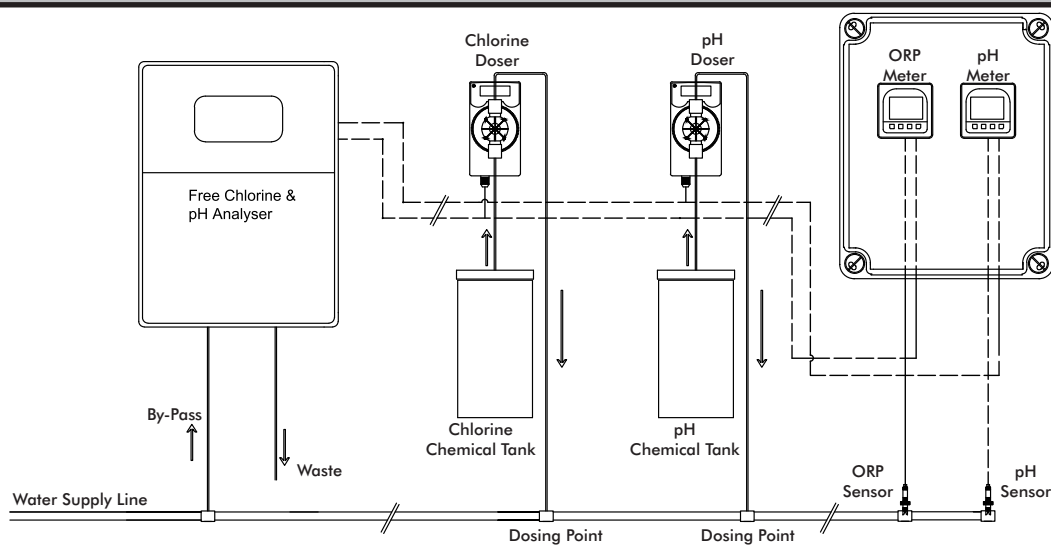 Chlorine
Doser
pH
Doser
ORP
Meter
pH
Meter
Free Chlorine &
pH Analyser
By-Pass
Waste
Chlorine
Chemical Tank
pH
Chemical Tank
Water Supply Line
ORP
Sensor
pH
Sensor
Dosing Point
Dosing Point